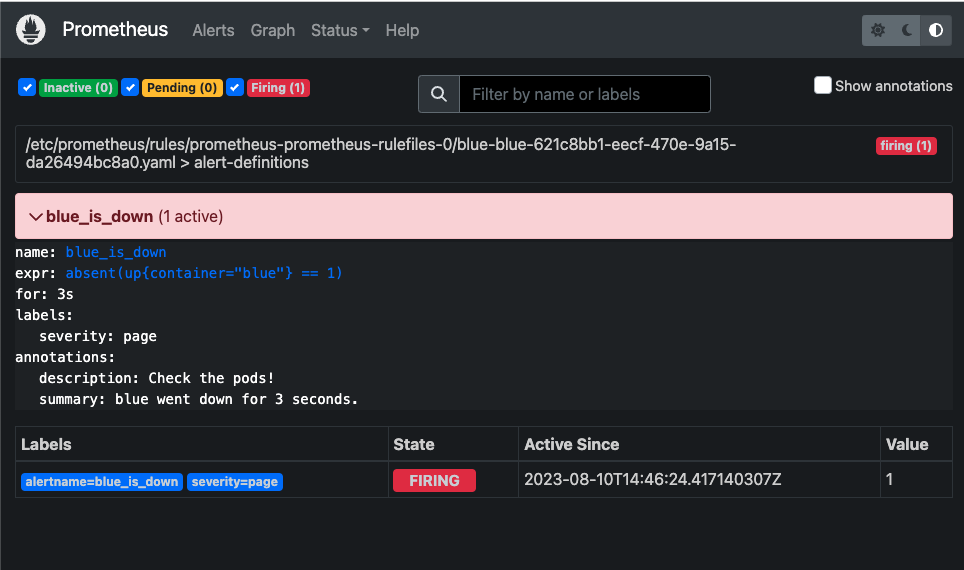 Prometheus Alerts Graph Status Help
Inactive (0) Pending (0) Firing (1)
Filter by name or labels
Show annotations
/etc/prometheus/rules/prometheus-prometheus-rulefiles-0/blue-blue-621c8bb1-eecf-470e-9a15-
da26494bc8a0.yaml > alert-definitions
firing (1)
blue_is_down (1 active)
name: blue_is_down
expr: absent(up{container="blue"} == 1)
for: 3s
labels:
severity: page
annotations:
description: Check the pods!
summary: blue went down for 3 seconds.
Labels State Active Since Value
alertname=blue_is_down severity=page FIRING 2023-08-10T14:46:24.417140307Z 1